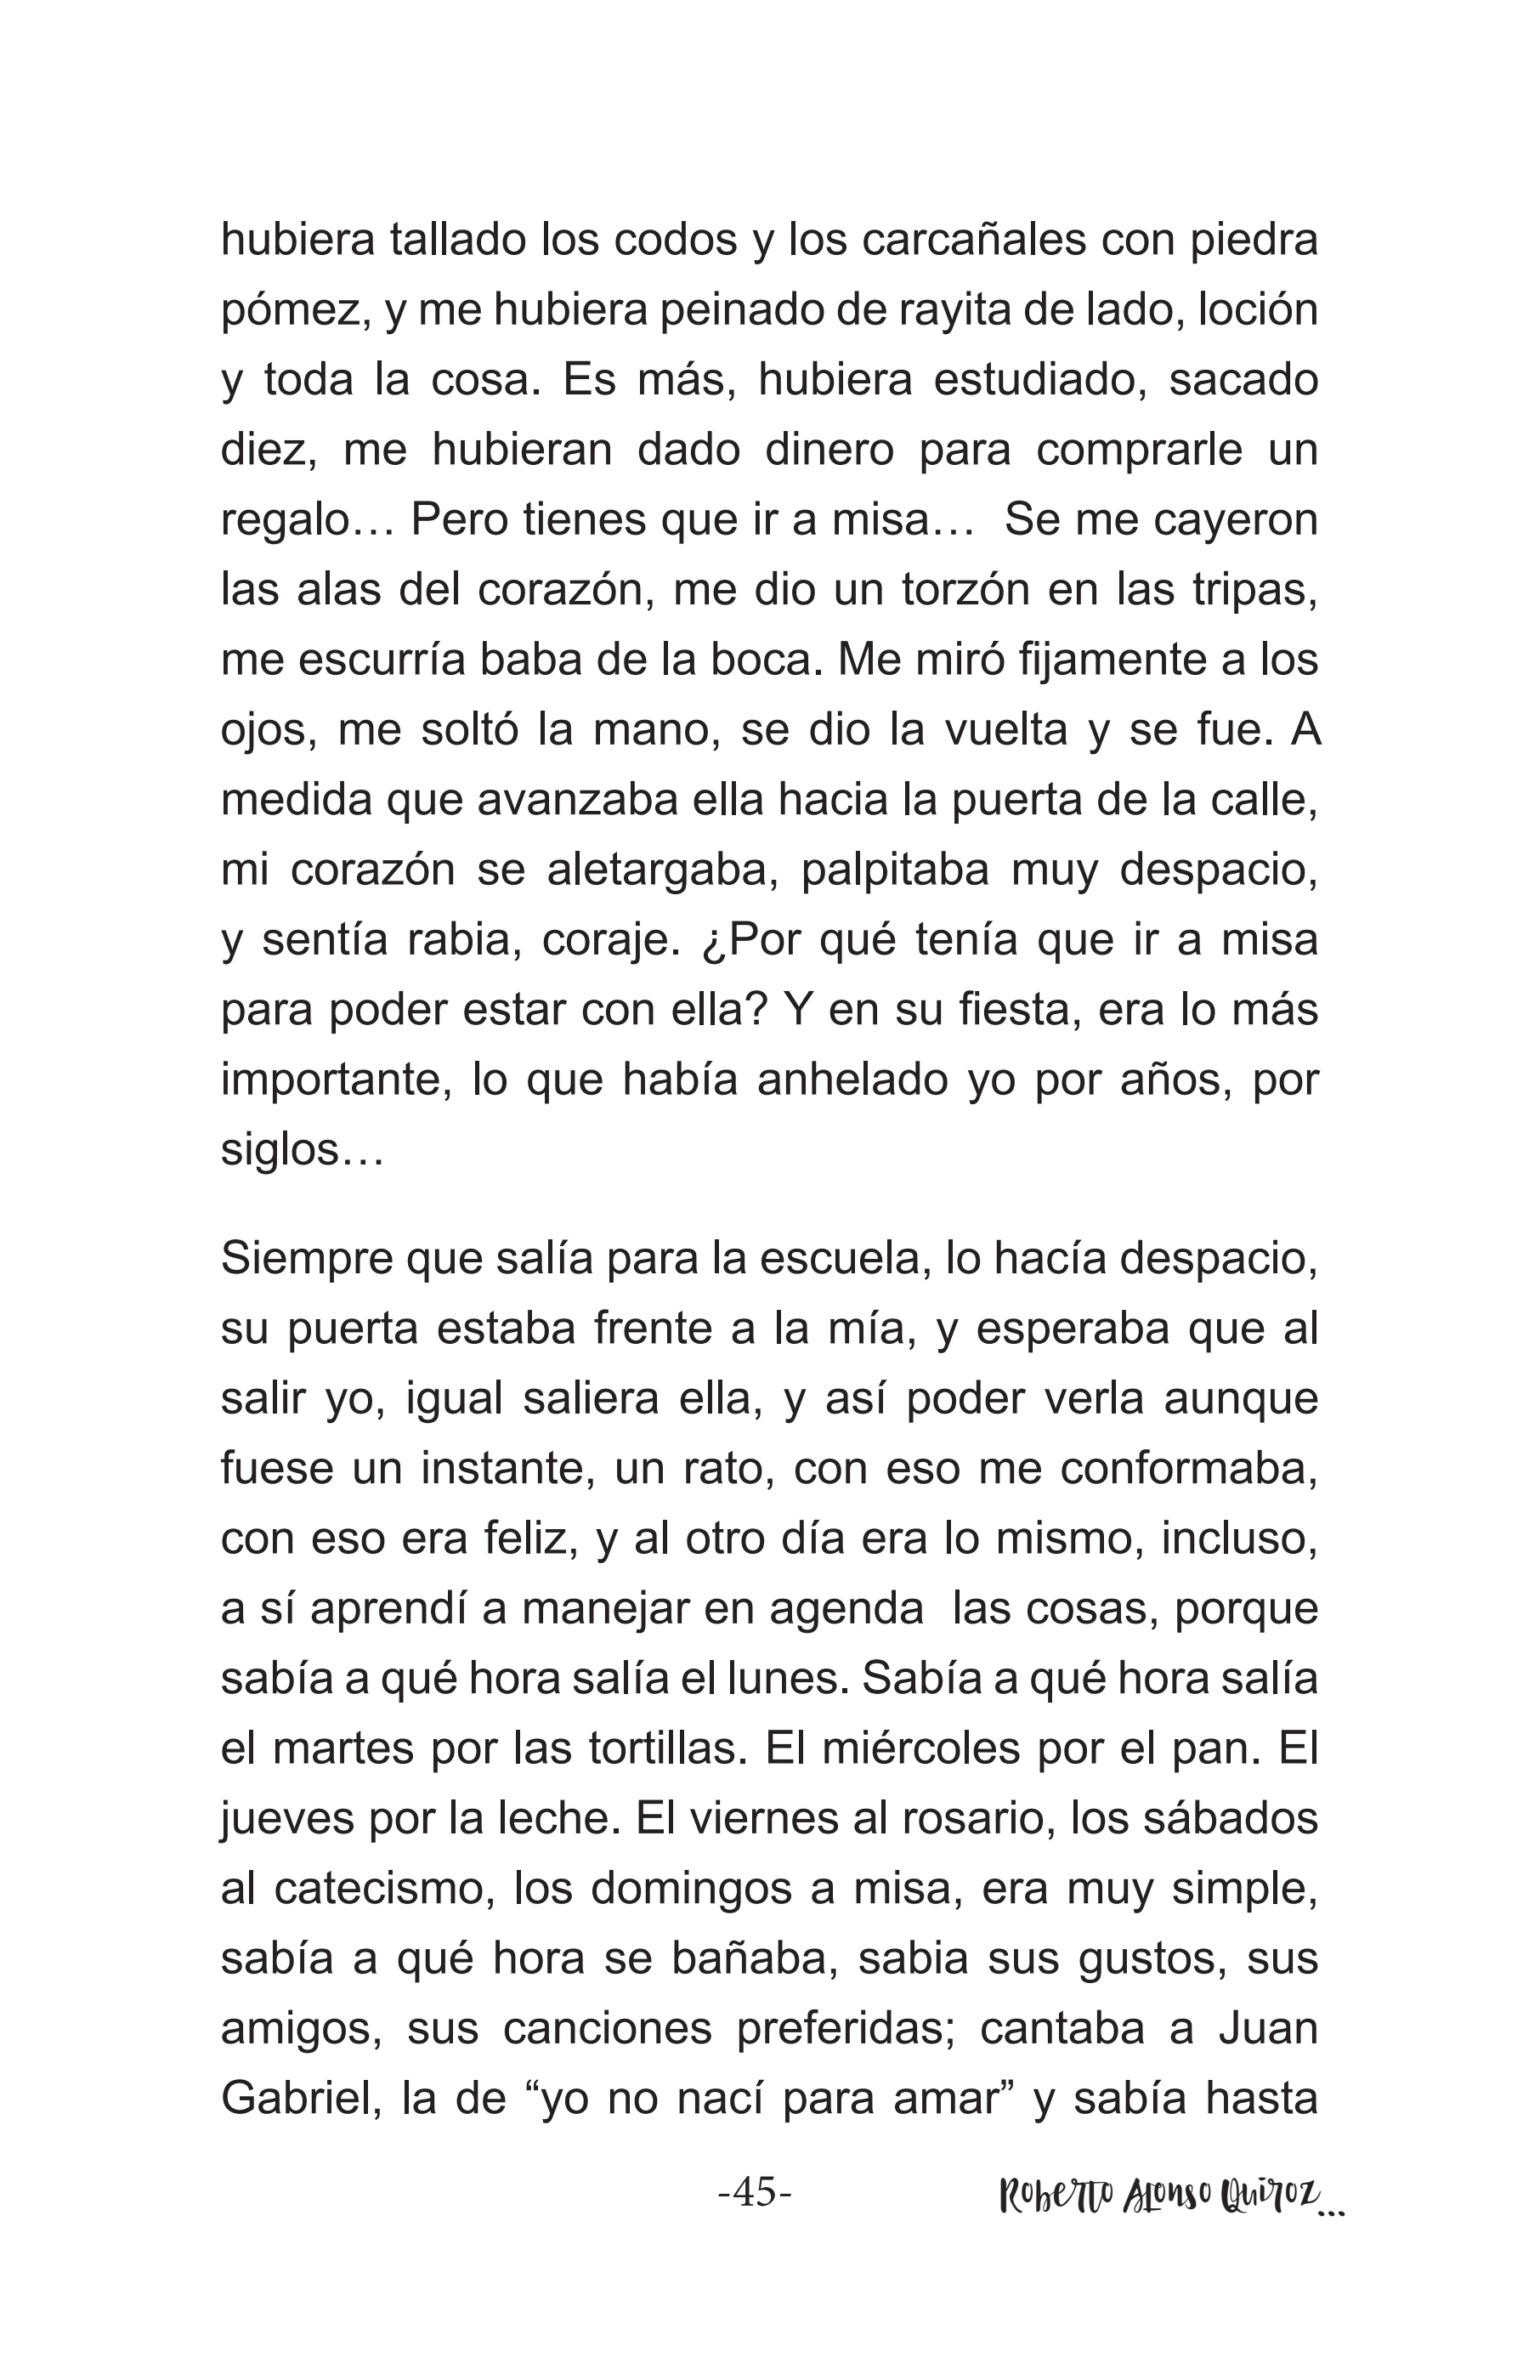 hubiera tallado los codos y los carcañales con piedra
pómez, y me hubiera peinado de rayita de lado, loción
y toda la cosa. Es más, hubiera estudiado, sacado
diez, me hubieran dado dinero para comprarle un
regalo… Pero tienes que ir a misa…  Se me cayeron
las alas del corazón, me dio un torzón en las tripas,
me escurría baba de la boca. Me miró fijamente a los
ojos, me soltó la mano, se dio la vuelta y se fue. A
medida que avanzaba ella hacia la puerta de la calle,
mi corazón se aletargaba, palpitaba muy despacio,
y sentía rabia, coraje. ¿Por qué tenía que ir a misa
para poder estar con ella? Y en su fiesta, era lo más
importante, lo que había anhelado yo por años, por
siglos…
Siempre que salía para la escuela, lo hacía despacio,
su puerta estaba frente a la mía, y esperaba que al
salir yo, igual saliera ella, y así poder verla aunque
fuese un instante, un rato, con eso me conformaba,
con eso era feliz, y al otro día era lo mismo, incluso,
a sí aprendí a manejar en agenda  las cosas, porque
sabía a qué hora salía el lunes. Sabía a qué hora salía
el martes por las tortillas. El miércoles por el pan. El
jueves por la leche. El viernes al rosario, los sábados
al catecismo, los domingos a misa, era muy simple,
sabía a qué hora se bañaba, sabia sus gustos, sus
amigos, sus canciones preferidas; cantaba a Juan
Gabriel, la de “yo no nací para amar” y sabía hasta
-45- Roberto Alonso Quiroz...